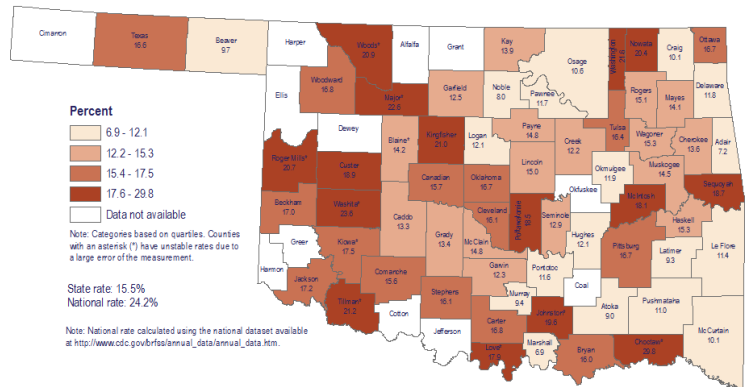 Cimarron
Texas
16.6
Beaver
9.7
Harper
Woods*
20.9
Alfalfa
Grant
Kay
13.9
Osage
10.6
Washington
21.6
Nowata
20.4
Craig
10.1
Ottawa
16.7
Ellis
Woodward
16.8
Major*
22.6
Garfield
12.5
Noble
8.0
Pawnee
11.7
Rogers
15.1
Mayes
14.1
Delaware
11.8
Percent
6.9 - 12.1
12.2 - 15.3
15.4 - 17.5
17.6 - 29.8
Data not available
Note: Categories based on quartiles. Counties
with an asterisk (*) have unstable rates due to
a large error of the measurement.
State rate: 15.5%
National rate: 24.2%
Note: National rate calculated using the national dataset available
at http://www.cdc.gov/brfss/annual_data/annual_data.htm.
Dewey
Blaine*
14.2
Kingfisher
21.0
Logan
12.1
Payne
14.8
Creek
12.2
Tulsa
16.4
Wagoner
15.3
Cherokee
13.6
Adair
7.2
Roger Mills*
20.7
Custer
18.9
Canadian
15.7
Oklahoma
16.7
Lincoln
15.0
Okmulgee
11.9
Muskogee
14.5
Sequoyah
18.7
Beckham
17.0
Washita*
23.6
Caddo
13.3
Grady
13.4
Cleveland
16.1
Pottawatomie
18.5
Seminole
12.9
Okfuskee
McIntosh
18.1
Haskell
15.3
Greer
Kiowa*
17.5
McClain
14.8
Hughes
12.1
Pittsburg
16.7
Latimer
9.3
Le Flore
11.4
Harmon
Jackson
17.2
Comanche
15.6
Garvin
12.3
Pontotoc
11.6
Coal
Tillman*
21.2
Cotton
Stephens
16.1
Murray
9.4
Johnston*
Atoka
9.0
Pushmataha
11.0
McCurtain
10.1
Jefferson
Carter
16.8
Love*
17.9
Marshall
6.9
Bryan
16.0
Choctaw*
29.8